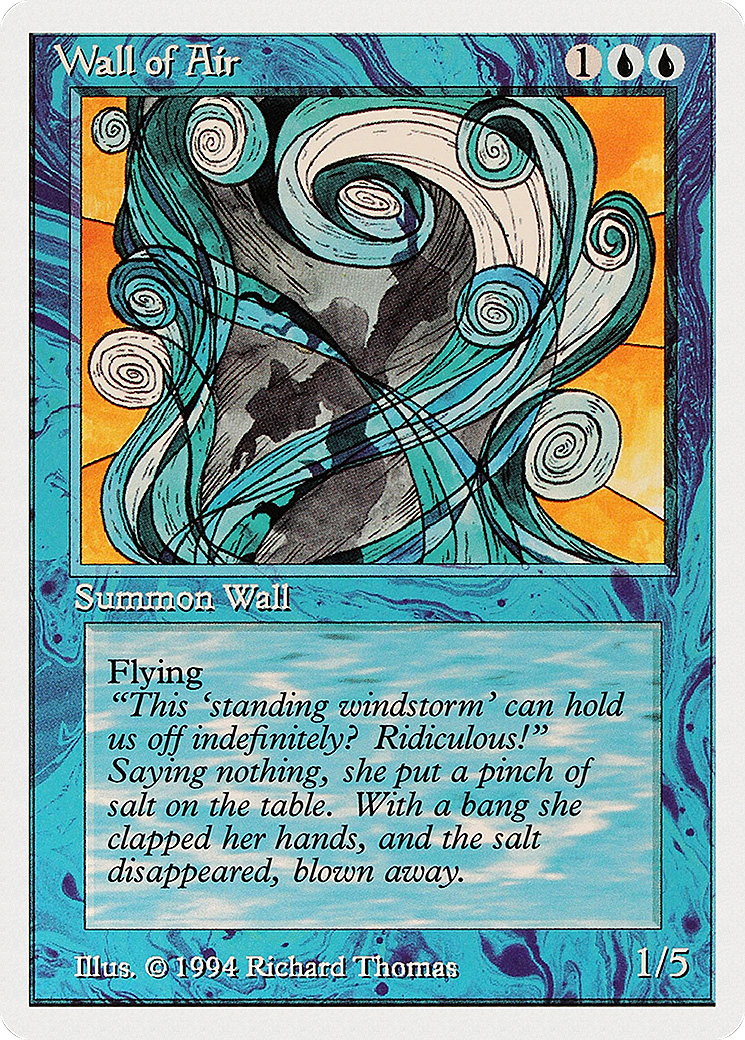 Wall of Air
1
Summon Wall
Flying
“This ‘standing windstorm’ can hold
us off indefinitely? Ridiculous!”
Saying nothing, she put a pinch of
salt on the table. With a bang she
clapped her hands, and the salt
disappeared, blown away.
Illus. © 1994 Richard Thomas
1/5